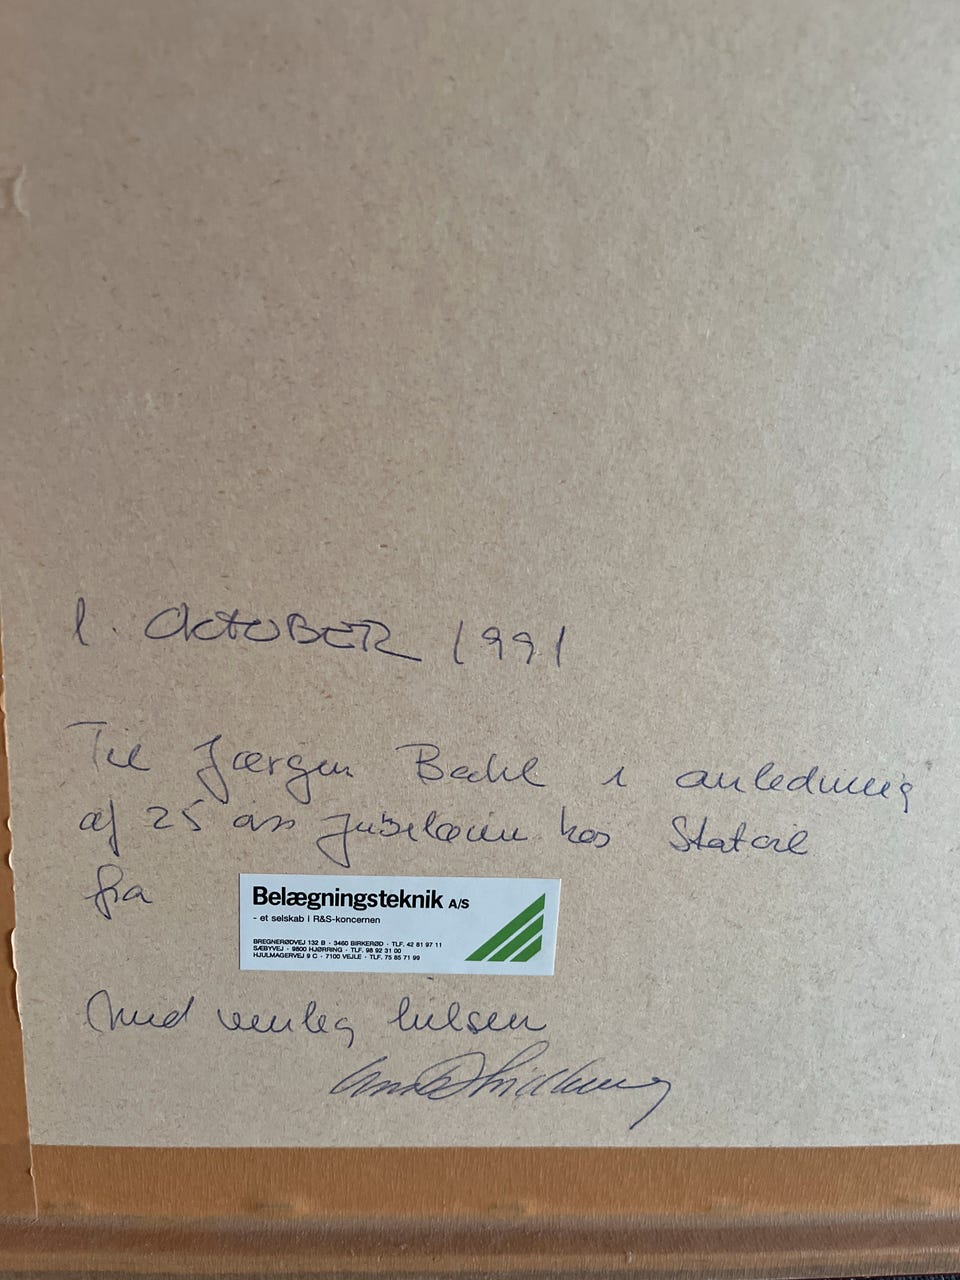 1. OKTOBER 1991
Til Jørgen Bækl i anledning
af 25 års jubilæum hos Statoil
fra
Belægningsteknik A/S
- et selskab i R&S-koncernen
BREGNERØDVEJ 132 B · 3460 BIRKERØD · TLF. 42 81 97 11
SÆBYVEJ · 9800 HJØRRING · TLF. 98 92 31 00
HJULMAGERVEJ 9 C · 7100 VEJLE · TLF. 75 85 71 99
Med venlig hilsen